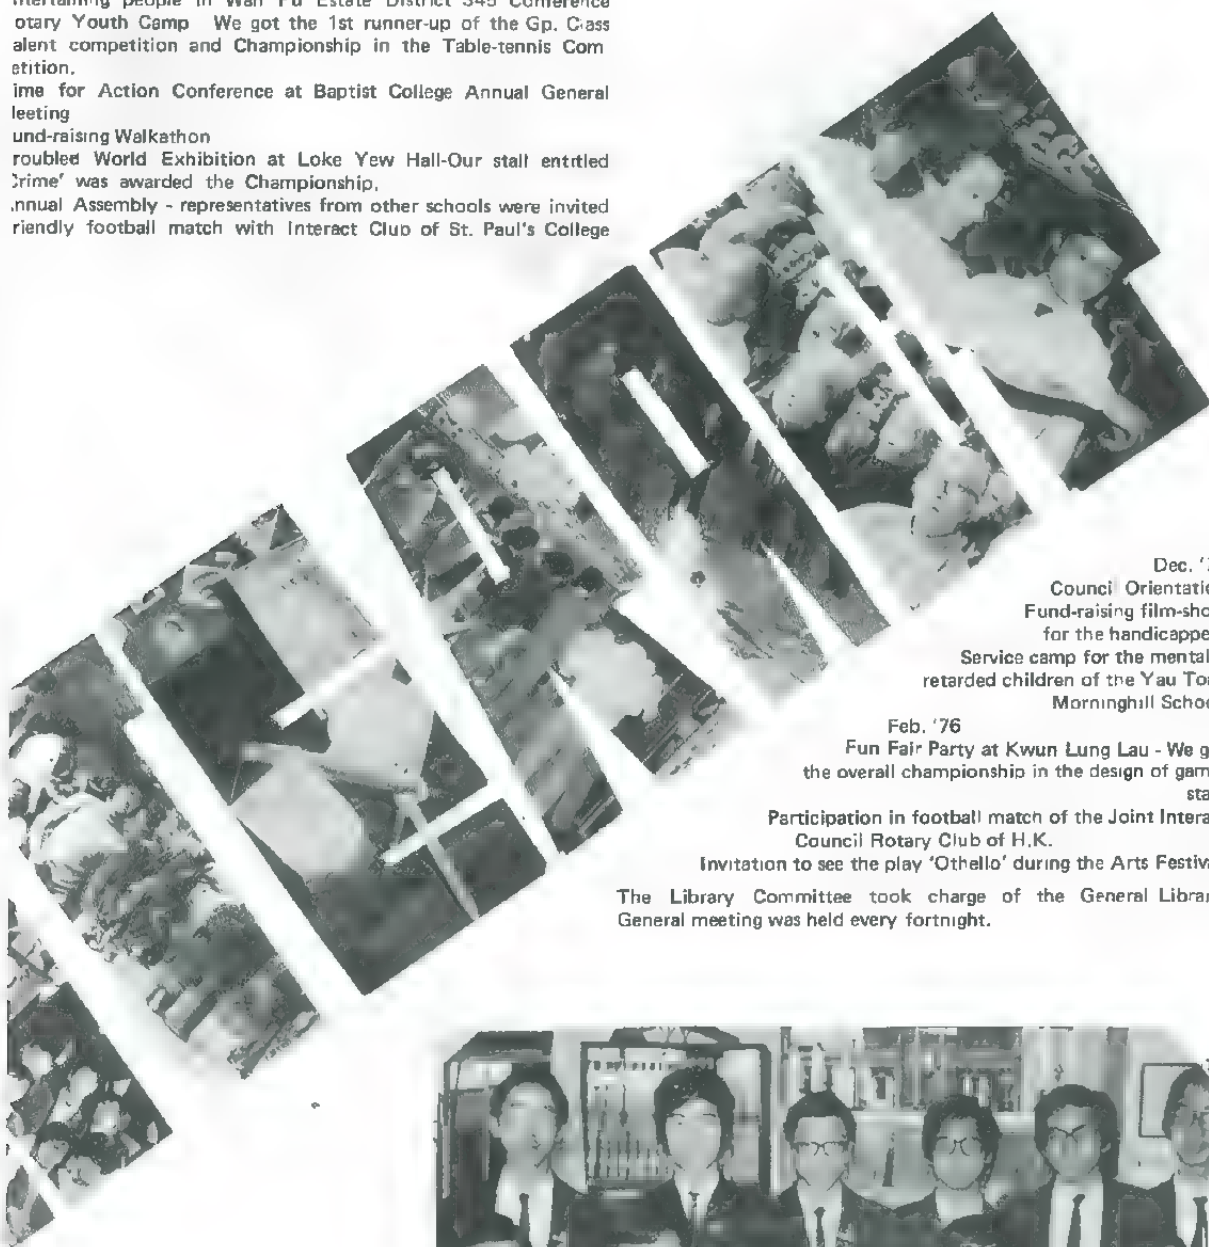 ntertaining people in Wah Fu Estate District 345 Conference
otary Youth Camp We got the 1st runner-up of the Gp. Class
alent competition and Championship in the Table-tennis Com
etition.
ime for Action Conference at Baptist College Annual General
leeting
und-raising Walkathon
roubled World Exhibition at Loke Yew Hall-Our stall entitled
Crime' was awarded the Championship.
nnual Assembly - representatives from other schools were invited
riendly football match with Interact Club of St. Paul's College
Dec. '7
Council Orientatio
Fund-raising film-sho
for the handicappe
Service camp for the mental
retarded children of the Yau To
Morninghill Schoo
Feb. '76
Fun Fair Party at Kwun Lung Lau - We g
the overall championship in the design of gam
sta
Participation in football match of the Joint Intera
Council Rotary Club of H.K.
Invitation to see the play 'Othello' during the Arts Festiva
The Library Committee took charge of the General Librar
General meeting was held every fortnight.